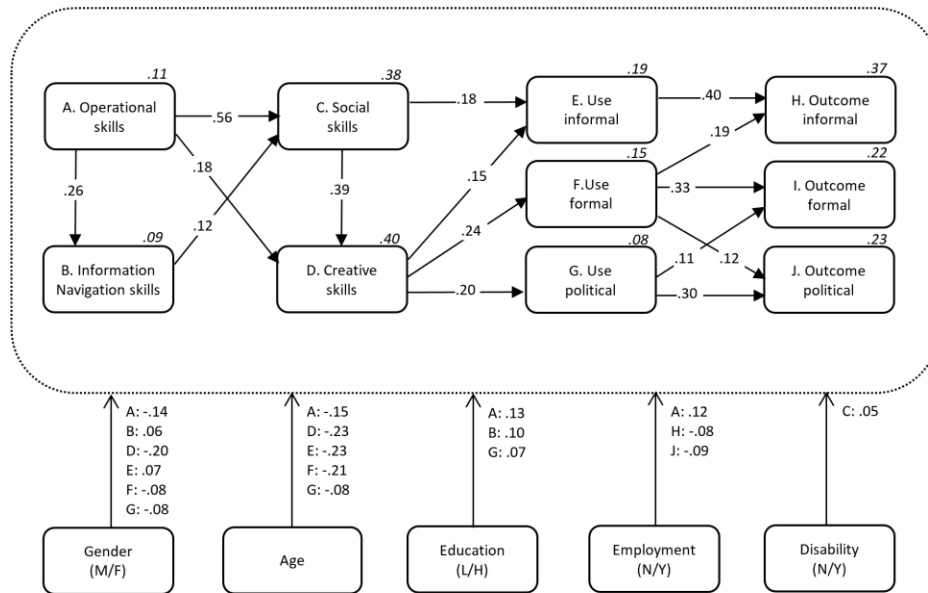 .11
A. Operational
skills
.38
C. Social
skills
.19
E. Use
informal
.37
H. Outcome
informal
.56
.18
.40
.26
.18
.12
.39
.15
.24
.20
.19
.33
.11
.12
.30
.09
B. Information
Navigation skills
.40
D. Creative
skills
.15
F.Use
formal
.22
I. Outcome
formal
.08
G. Use
political
.23
J. Outcome
political
A: -.14
B: .06
D: -.20
E: .07
F: -.08
G: -.08
A: -.15
D: -.23
E: -.23
F: -.21
G: -.08
A: .13
B: .10
G: .07
A: .12
H: -.08
J: -.09
C: .05
Gender
(M/F)
Age
Education
(L/H)
Employment
(N/Y)
Disability
(N/Y)